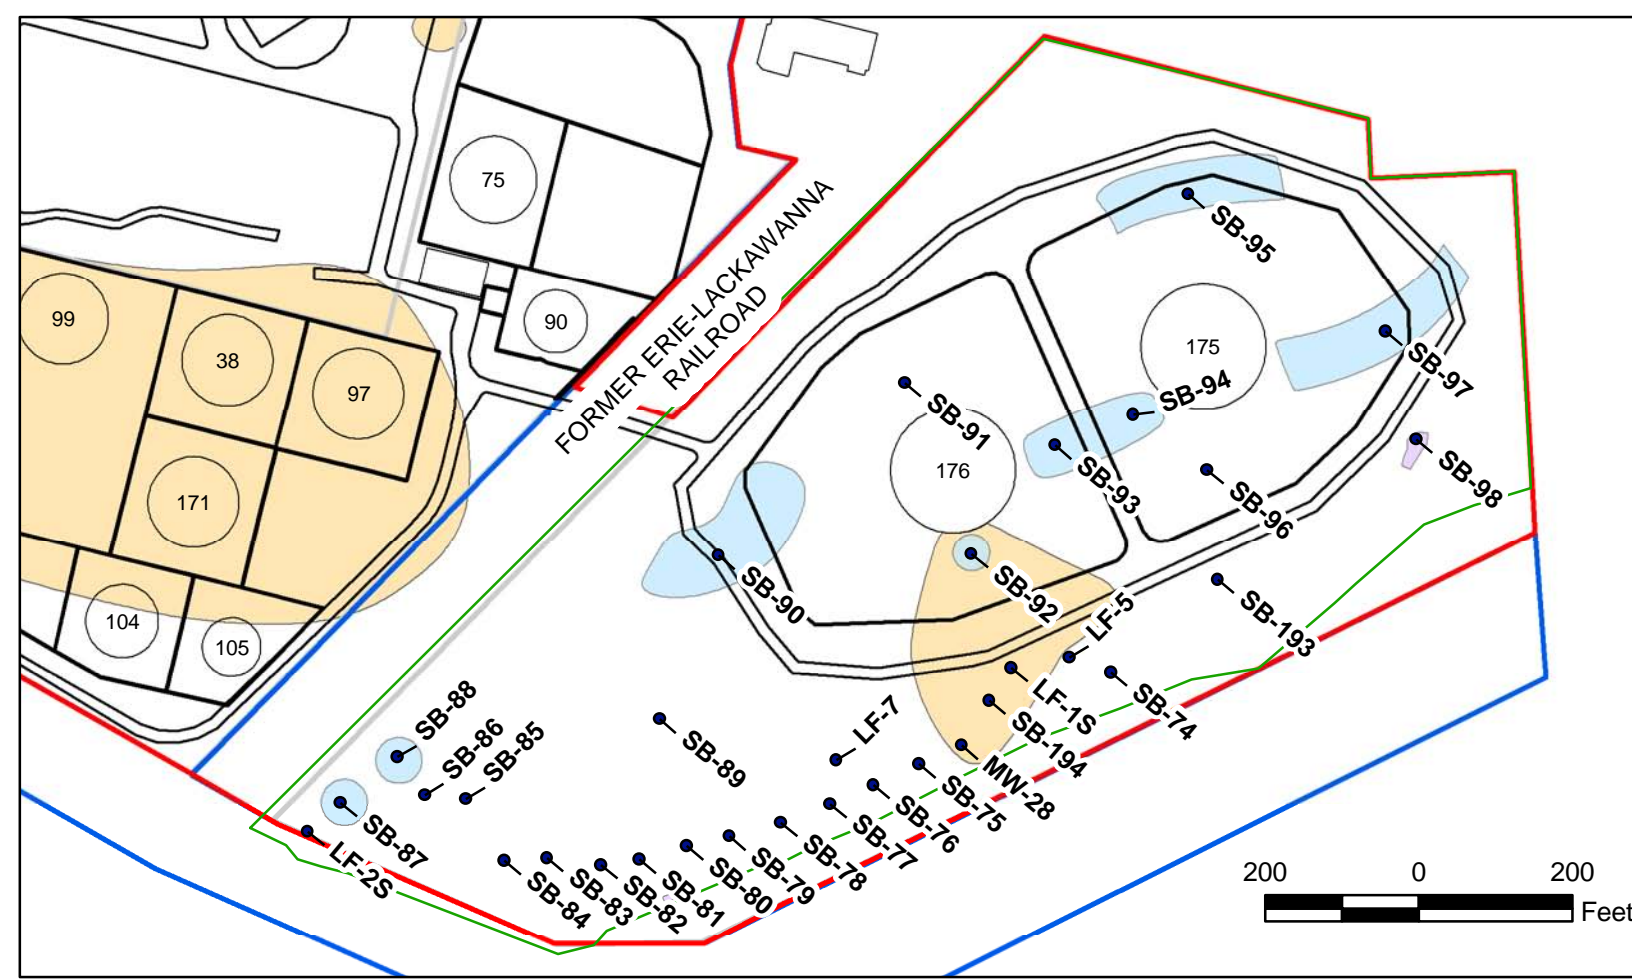 75
90
99
38
97
171
104
105
FORMER ERIE-LACKAWANNA
RAILROAD
SB-95
175
SB-97
SB-94
SB-91
176
SB-93
SB-96
SB-98
SB-90
SB-92
LF-5
SB-193
LF-1S
SB-74
SB-194
MW-28
SB-88
SB-86
SB-85
SB-89
LF-7
SB-87
LF-2S
SB-84
SB-83
SB-82
SB-81
SB-80
SB-79
SB-78
SB-77
SB-76
SB-75
200 0 200
Feet